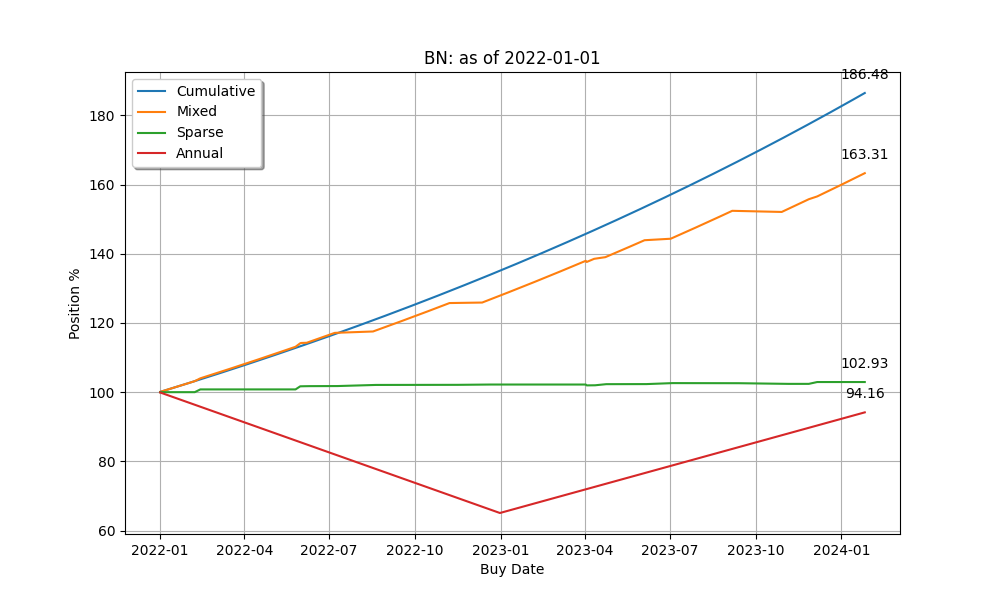 BN: as of 2022-01-01
186.48
Cumulative
Mixed
Sparse
Annual
163.31
102.93
94.16
180
160
140
120
100
80
60
Position %
2022-01 2022-04 2022-07 2022-10 2023-01 2023-04 2023-07 2023-10 2024-01
Buy Date